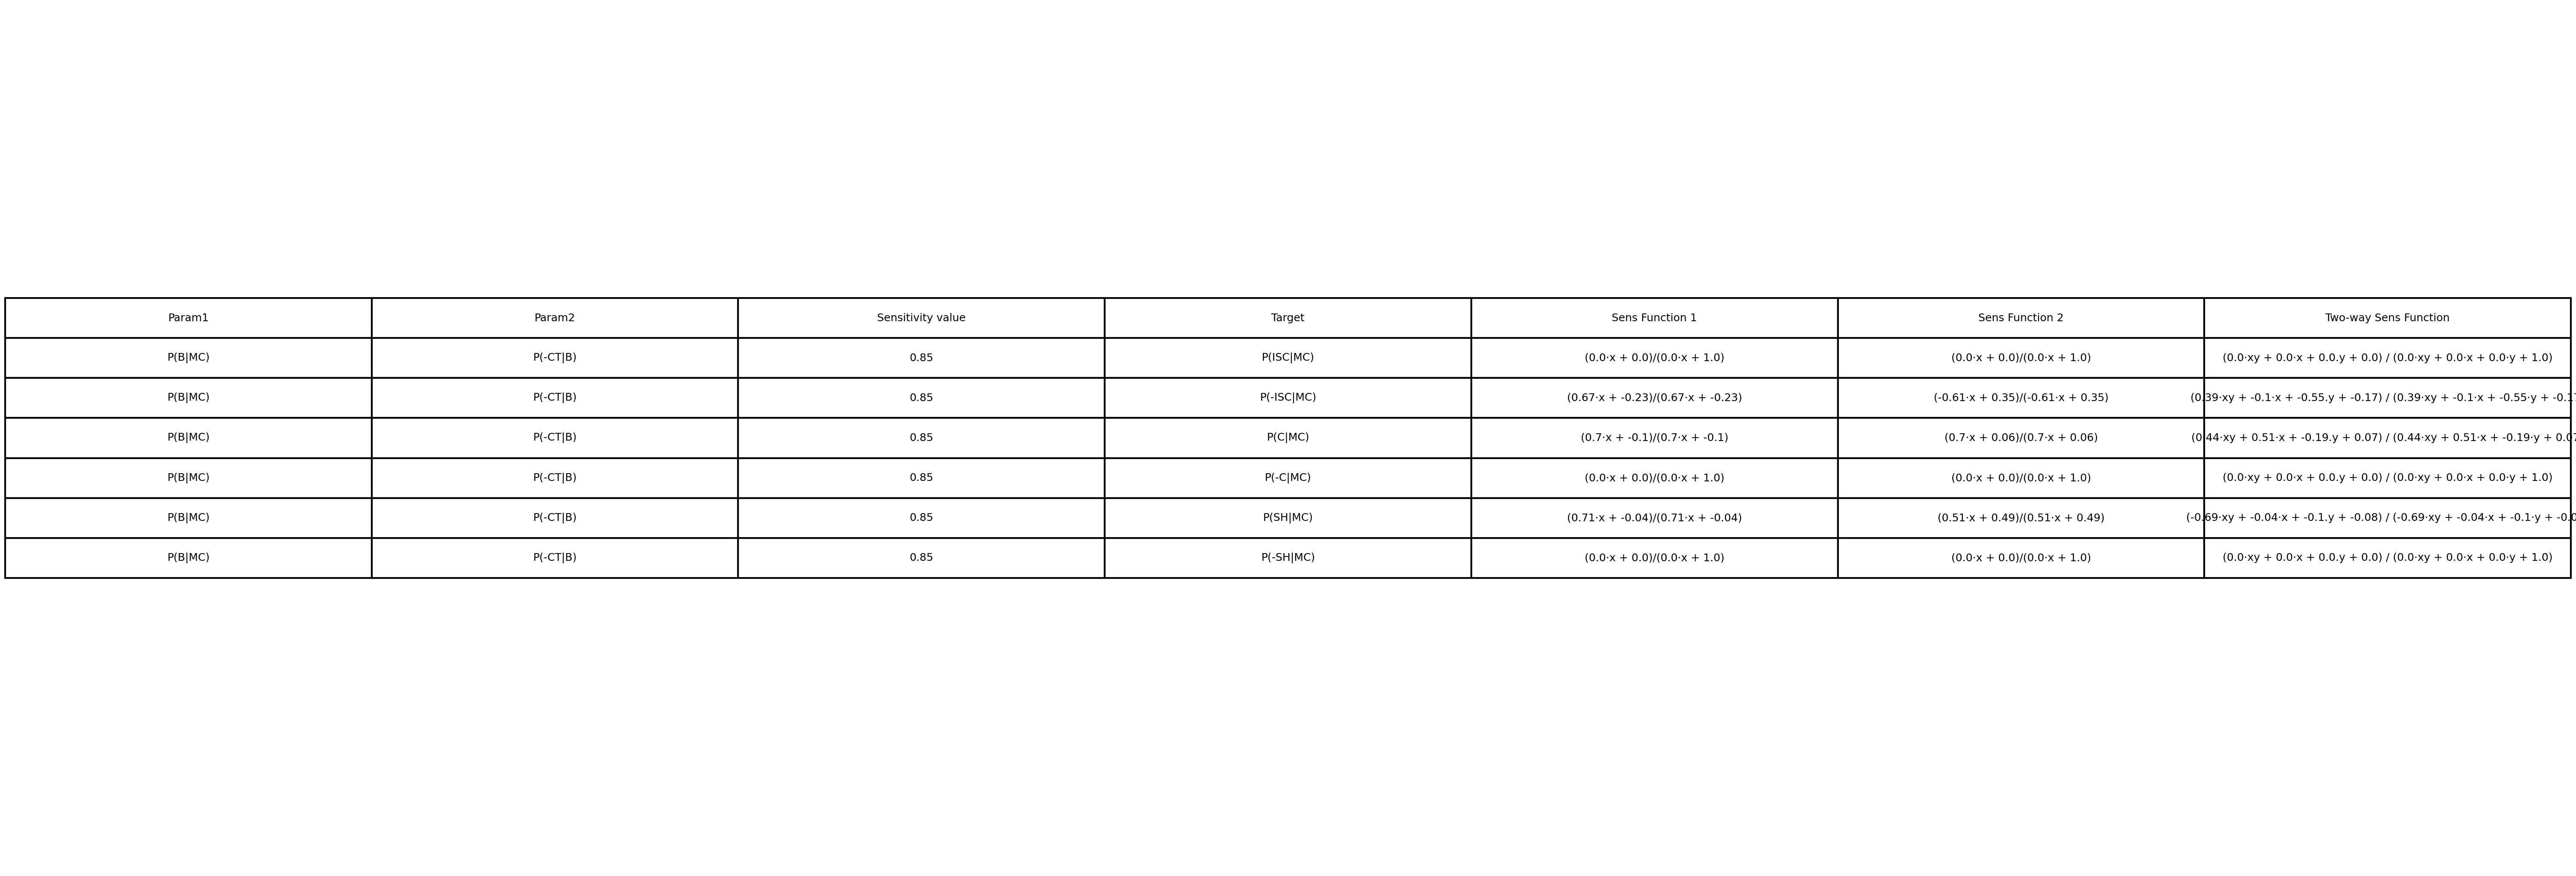 Param1 Param2 Sensitivity value Target Sens Function 1 Sens Function 2 Two-way Sens Function
P(B|MC) P(-CT|B) 0.85 P(ISC|MC) (0.0·x + 0.0)/(0.0·x + 1.0) (0.0·x + 0.0)/(0.0·x + 1.0) (0.0·xy + 0.0·x + 0.0.y + 0.0) / (0.0·xy + 0.0·x + 0.0·y + 1.0)
P(B|MC) P(-CT|B) 0.85 P(-ISC|MC) (0.67·x + -0.23)/(0.67·x + -0.23) (-0.61·x + 0.35)/(-0.61·x + 0.35) (0.39·xy + -0.1·x + -0.55.y + -0.17) / (0.39·xy + -0.1·x + -0.55·y + -0.1
P(B|MC) P(-CT|B) 0.85 P(C|MC) (0.7·x + -0.1)/(0.7·x + -0.1) (0.7·x + 0.06)/(0.7·x + 0.06) (0.44·xy + 0.51·x + -0.19.y + 0.07) / (0.44·xy + 0.51·x + -0.19·y + 0.07
P(B|MC) P(-CT|B) 0.85 P(-C|MC) (0.0·x + 0.0)/(0.0·x + 1.0) (0.0·x + 0.0)/(0.0·x + 1.0) (0.0·xy + 0.0·x + 0.0.y + 0.0) / (0.0·xy + 0.0·x + 0.0·y + 1.0)
P(B|MC) P(-CT|B) 0.85 P(SH|MC) (0.71·x + -0.04)/(0.71·x + -0.04) (0.51·x + 0.49)/(0.51·x + 0.49) (-0.69·xy + -0.04·x + -0.1.y + -0.08) / (-0.69·xy + -0.04·x + -0.1·y + -0.0
P(B|MC) P(-CT|B) 0.85 P(-SH|MC) (0.0·x + 0.0)/(0.0·x + 1.0) (0.0·x + 0.0)/(0.0·x + 1.0) (0.0·xy + 0.0·x + 0.0.y + 0.0) / (0.0·xy + 0.0·x + 0.0·y + 1.0)